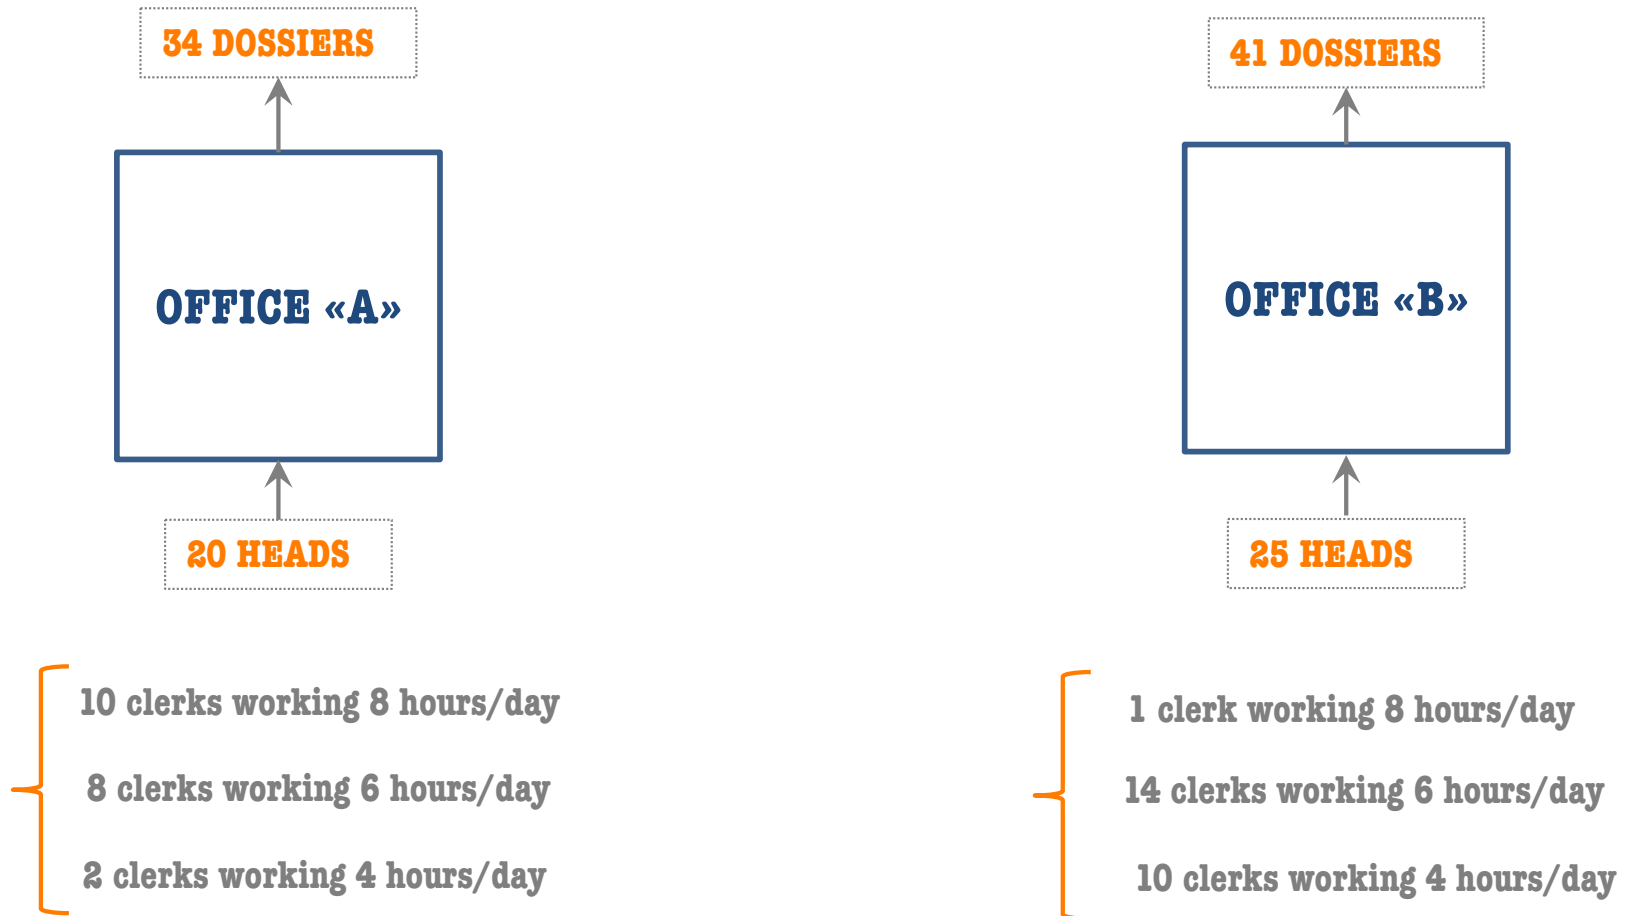 34 DOSSIERS
OFFICE «A»
20 HEADS
10 clerks working 8 hours/day
8 clerks working 6 hours/day
2 clerks working 4 hours/day
41 DOSSIERS
OFFICE «B»
25 HEADS
1 clerk working 8 hours/day
14 clerks working 6 hours/day
10 clerks working 4 hours/day